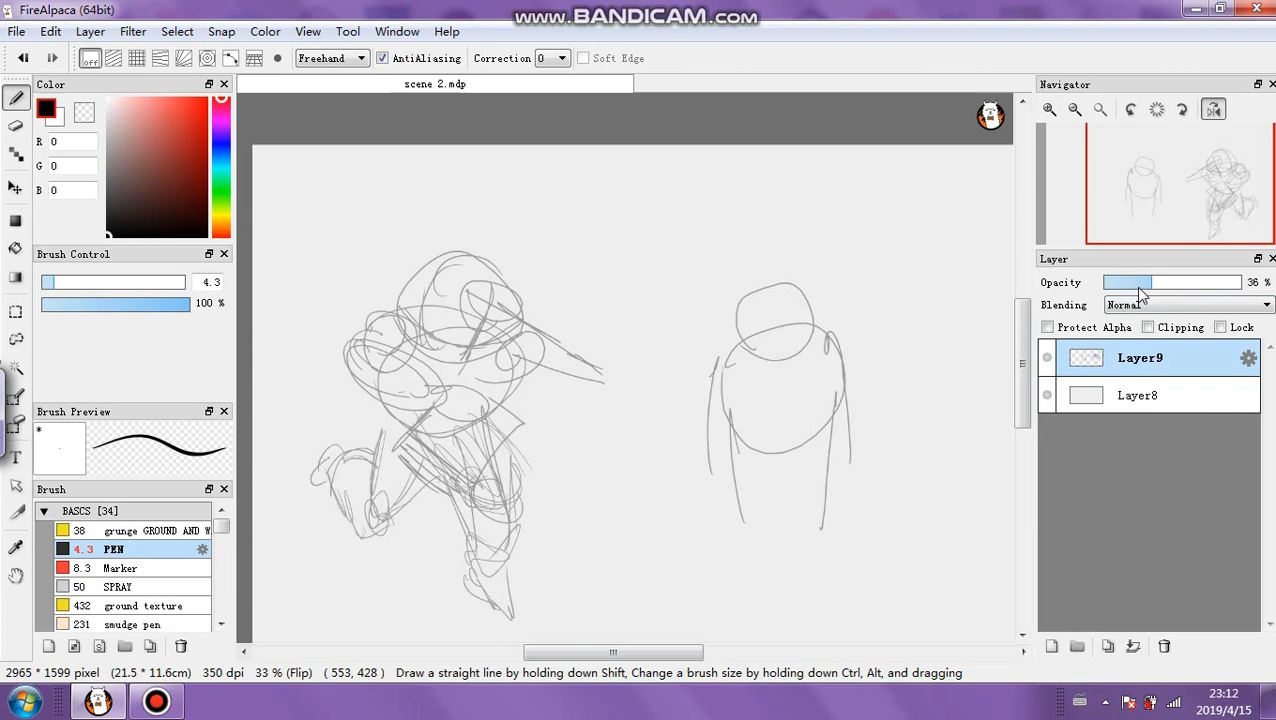 FireAlpaca (64bit)
www.BANDICAM.com
File Edit Layer Filter Select Snap Color View Tool Window Help
off Freehand AntiAliasing Correction 0 Soft Edge
Color
scene 2.mdp
Navigator
R 0
G 0
B 0
Brush Control
4.3
100 %
Layer
Opacity 36 %
Blending Normal
Protect Alpha Clipping Lock
Layer9
Layer8
Brush Preview
*
Brush
BASCS [34]
38 grunge GROUND AND W
4.3 PEN
8.3 Marker
50 SPRAY
432 ground texture
231 smudge pen
2965 * 1599 pixel (21.5 * 11.6cm) 350 dpi 33 % (Flip) ( 553, 428 ) Draw a straight line by holding down Shift, Change a brush size by holding down Ctrl, Alt, and dragging
23:12
2019/4/15